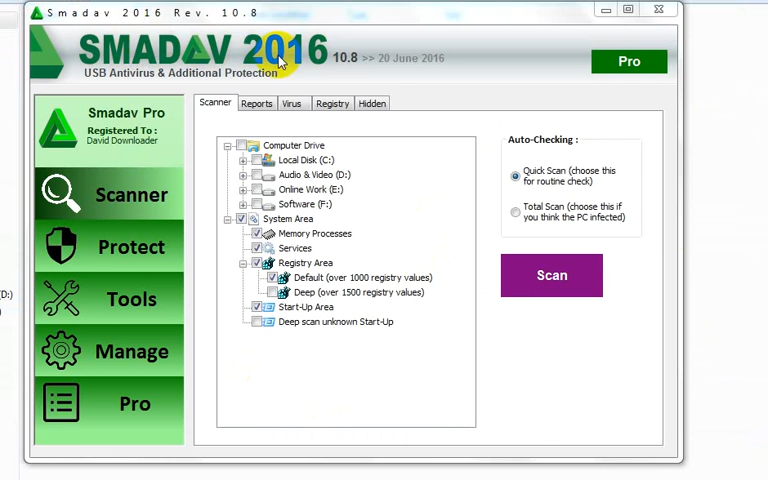 Smadav 2016 Rev. 10.8
SMADAV 2016
10.8 >> 20 June 2016
USB Antivirus & Additional Protection
Pro
Smadav Pro
Registered To :
David Downloader
Scanner
Protect
Tools
Manage
Pro
Scanner Reports Virus Registry Hidden
Computer Drive
Local Disk (C:)
Audio & Video (D:)
Online Work (E:)
Software (F:)
System Area
Memory Processes
Services
Registry Area
Default (over 1000 registry values)
Deep (over 1500 registry values)
Start-Up Area
Deep scan unknown Start-Up
Auto-Checking :
Quick Scan (choose this
for routine check)
Total Scan (choose this if
you think the PC infected)
Scan
(D:)